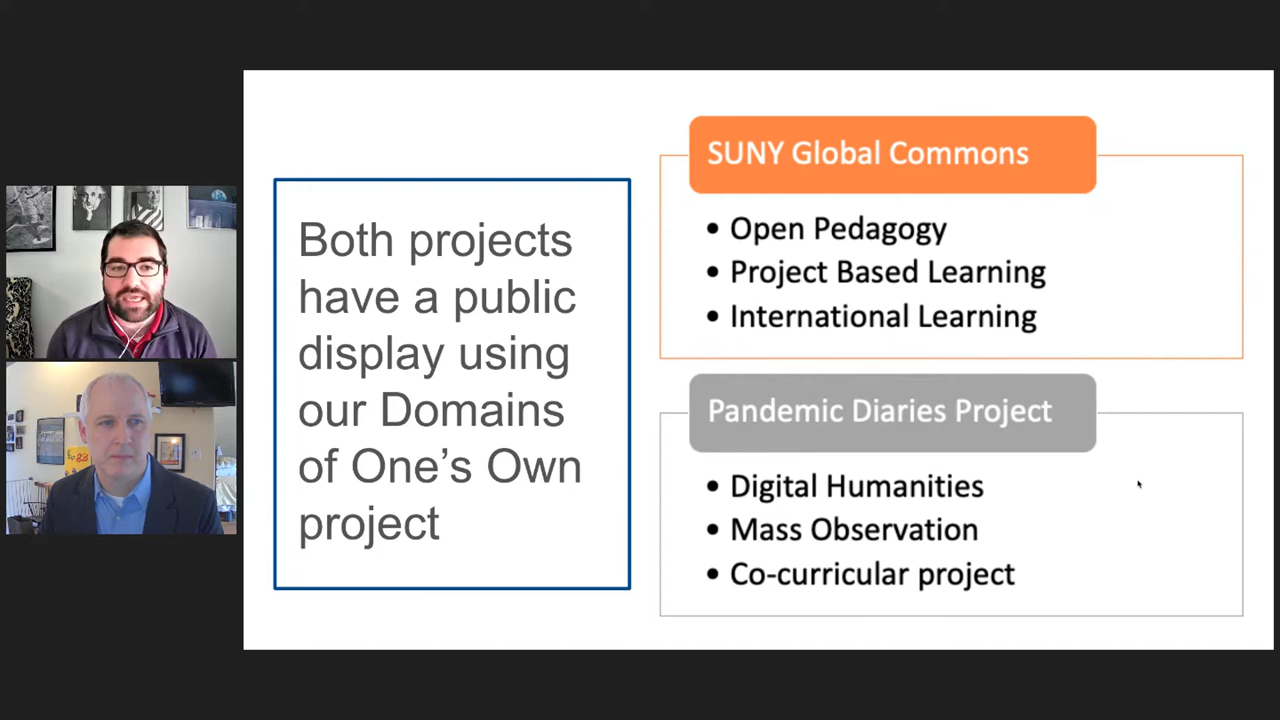 Both projects
have a public
display using
our Domains
of One's Own
project
SUNY Global Commons
• Open Pedagogy
• Project Based Learning
• International Learning
Pandemic Diaries Project
• Digital Humanities
• Mass Observation
• Co-curricular project